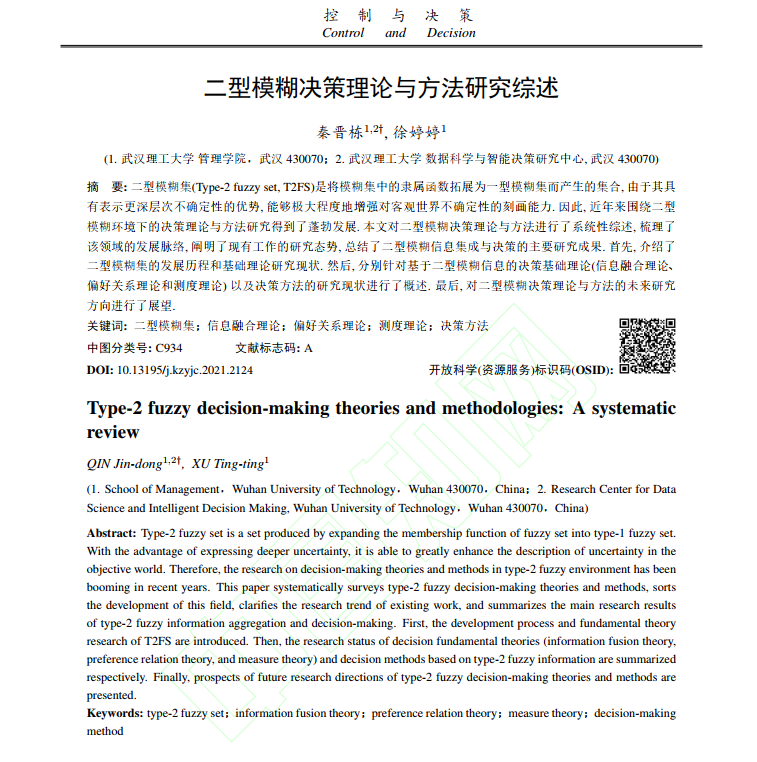 控制与决策
Control and Decision
二型模糊决策理论与方法研究综述
秦晋栋1,2†, 徐婷婷1
(1. 武汉理工大学 管理学院，武汉 430070；2. 武汉理工大学 数据科学与智能决策研究中心, 武汉 430070)
摘 要: 二型模糊集(Type-2 fuzzy set, T2FS)是将模糊集中的隶属函数拓展为一型模糊集而产生的集合, 由于其具
有表示更深层次不确定性的优势, 能够极大程度地增强对客观世界不确定性的刻画能力. 因此, 近年来围绕二型
模糊环境下的决策理论与方法研究得到了蓬勃发展. 本文对二型模糊决策理论与方法进行了系统性综述, 梳理了
该领域的发展脉络, 阐明了现有工作的研究态势, 总结了二型模糊信息集成与决策的主要研究成果. 首先, 介绍了
二型模糊集的发展历程和基础理论研究现状. 然后, 分别针对基于二型模糊信息的决策基础理论(信息融合理论、
偏好关系理论和测度理论) 以及决策方法的研究现状进行了概述. 最后, 对二型模糊决策理论与方法的未来研究
方向进行了展望.
关键词: 二型模糊集；信息融合理论；偏好关系理论；测度理论；决策方法
中图分类号: C934 文献标志码: A
DOI: 10.13195/j.kzyjc.2021.2124 开放科学(资源服务)标识码(OSID):
Type-2 fuzzy decision-making theories and methodologies: A systematic
review
QIN Jin-dong1,2†, XU Ting-ting1
(1. School of Management，Wuhan University of Technology，Wuhan 430070，China；2. Research Center for Data
Science and Intelligent Decision Making, Wuhan University of Technology，Wuhan 430070，China)
Abstract: Type-2 fuzzy set is a set produced by expanding the membership function of fuzzy set into type-1 fuzzy set.
With the advantage of expressing deeper uncertainty, it is able to greatly enhance the description of uncertainty in the
objective world. Therefore, the research on decision-making theories and methods in type-2 fuzzy environment has been
booming in recent years. This paper systematically surveys type-2 fuzzy decision-making theories and methods, sorts
the development of this field, clarifies the research trend of existing work, and summarizes the main research results
of type-2 fuzzy information aggregation and decision-making. First, the development process and fundamental theory
research of T2FS are introduced. Then, the research status of decision fundamental theories (information fusion theory,
preference relation theory, and measure theory) and decision methods based on type-2 fuzzy information are summarized
respectively. Finally, prospects of future research directions of type-2 fuzzy decision-making theories and methods are
presented.
Keywords: type-2 fuzzy set；information fusion theory；preference relation theory；measure theory；decision-making
method
中国知网